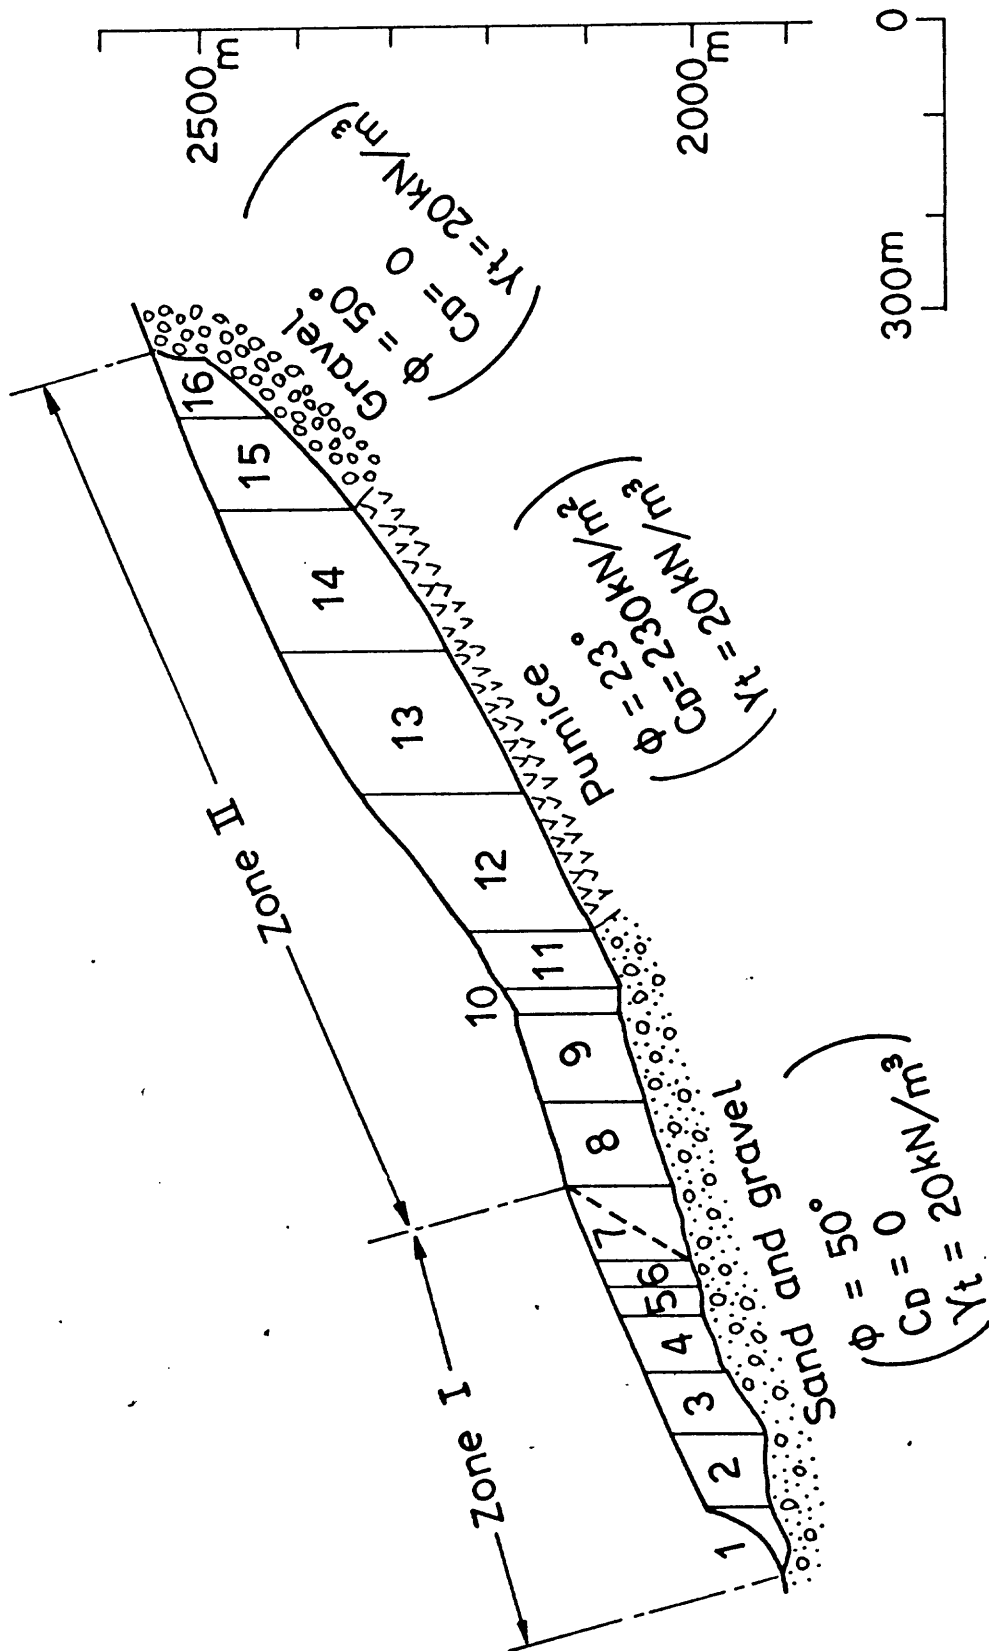 2500
m
2000
m
300m
0
Zone II
Zone I
Gravel
Φ = 50°
CD= 0
γt = 20kN/m³
Pumice
Φ = 23°
CD= 230kN/m²
γt = 20kN/m³
Sand and gravel
Φ = 50°
CD = 0
γt = 20kN/m³
1
2
3
4
5
6
7
8
9
10
11
12
13
14
15
16